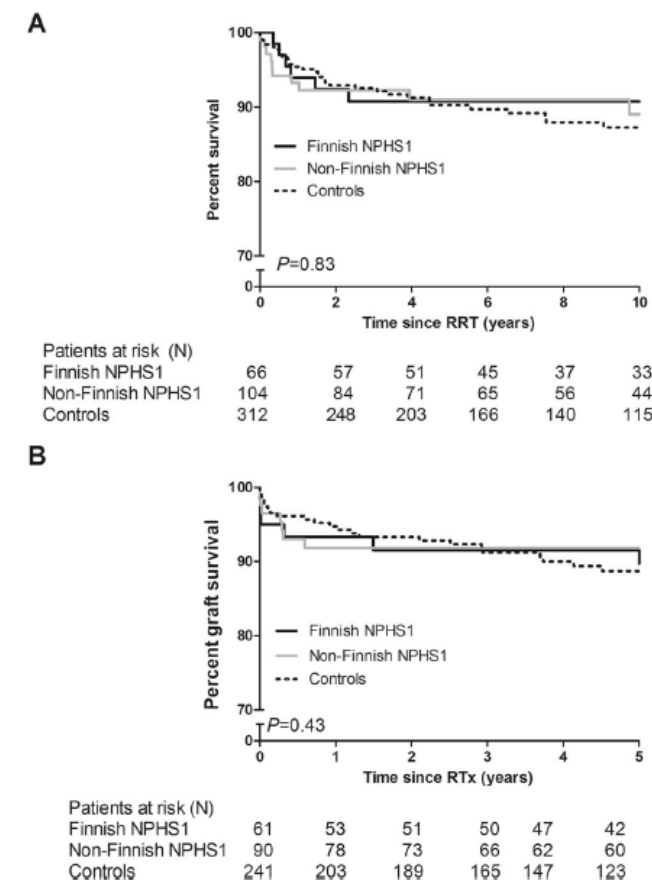 A
100
90
80
70
0
Percent survival
Finnish NPHS1
Non-Finnish NPHS1
Controls
P=0.83
0 2 4 6 8 10
Time since RRT (years)
Patients at risk (N)
Finnish NPHS1 66 57 51 45 37 33
Non-Finnish NPHS1 104 84 71 65 56 44
Controls 312 248 203 166 140 115
B
100
90
80
70
0
Percent graft survival
Finnish NPHS1
Non-Finnish NPHS1
Controls
P=0.43
0 1 2 3 4 5
Time since RTx (years)
Patients at risk (N)
Finnish NPHS1 61 53 51 50 47 42
Non-Finnish NPHS1 90 78 73 66 62 60
Controls 241 203 189 165 147 123